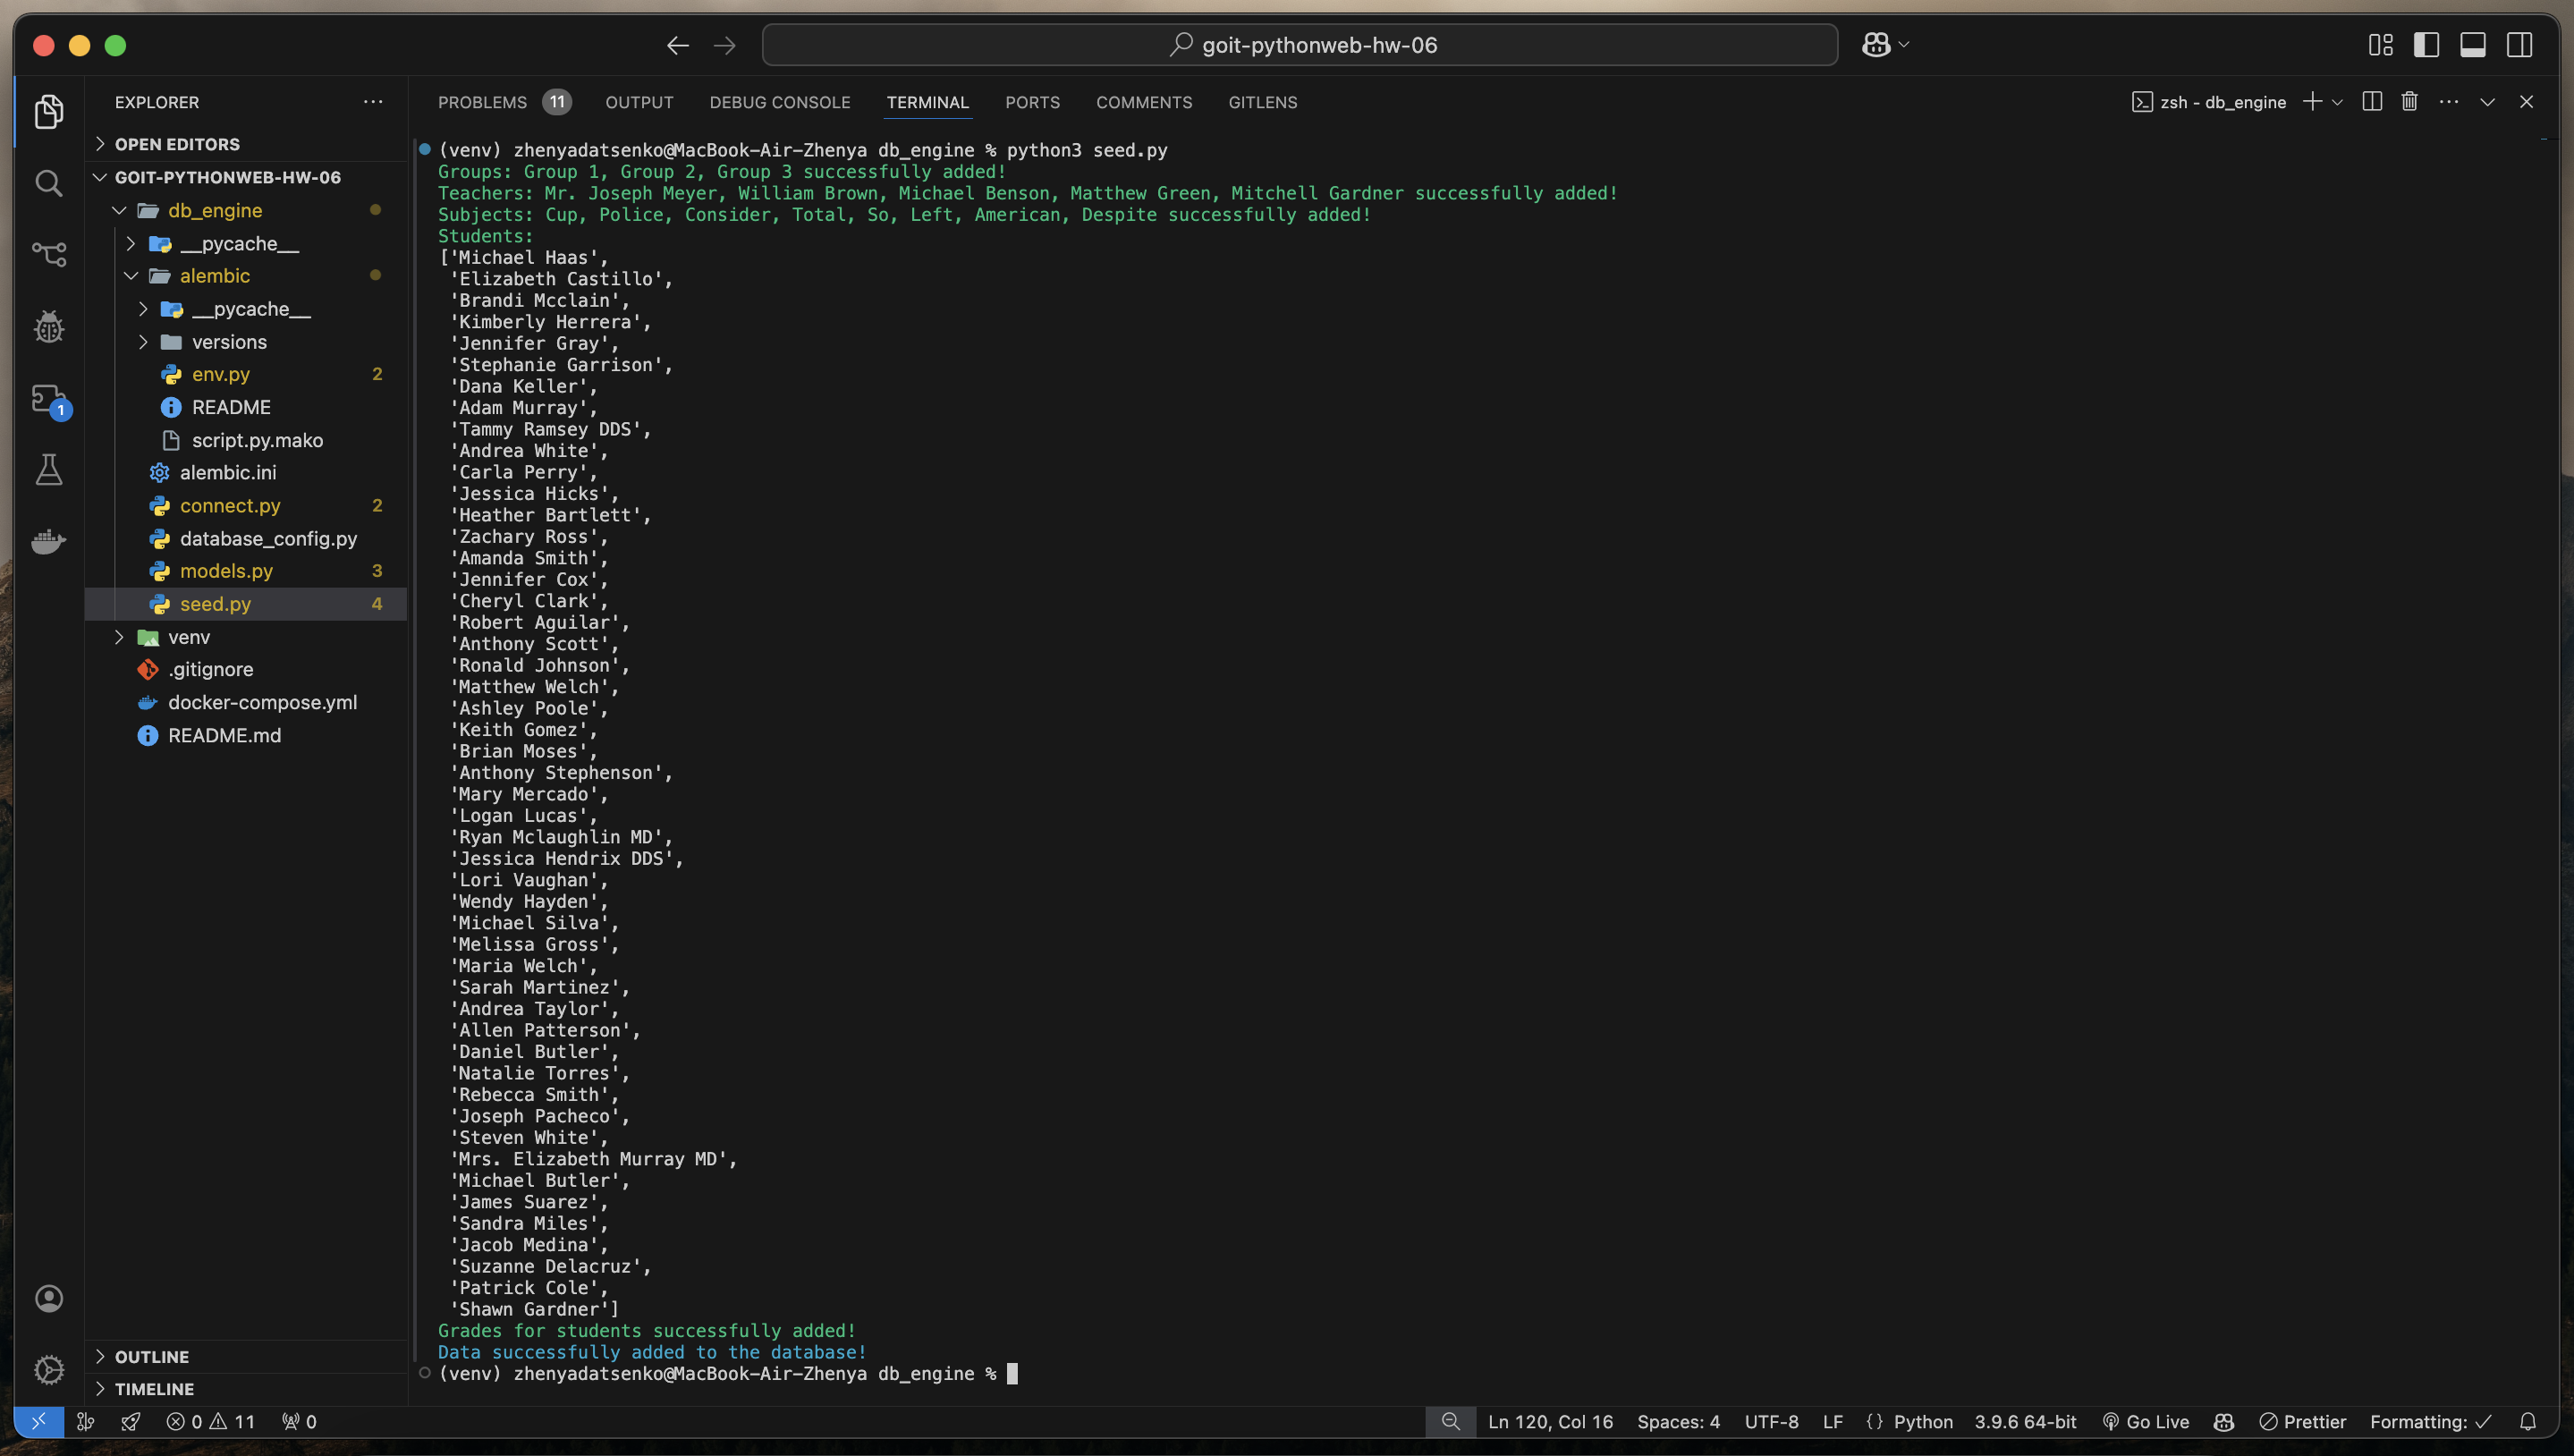 goit-pythonweb-hw-06
EXPLORER
OPEN EDITORS
GOIT-PYTHONWEB-HW-06
db_engine
__pycache__
alembic
__pycache__
versions
env.py 2
README
script.py.mako
alembic.ini
connect.py 2
database_config.py
models.py 3
seed.py 4
venv
.gitignore
docker-compose.yml
README.md
OUTLINE
TIMELINE
1
PROBLEMS 11 OUTPUT DEBUG CONSOLE TERMINAL PORTS COMMENTS GITLENS
zsh - db_engine
(venv) zhenyadatsenko@MacBook-Air-Zhenya db_engine % python3 seed.py
Groups: Group 1, Group 2, Group 3 successfully added!
Teachers: Mr. Joseph Meyer, William Brown, Michael Benson, Matthew Green, Mitchell Gardner successfully added!
Subjects: Cup, Police, Consider, Total, So, Left, American, Despite successfully added!
Students:
['Michael Haas',
'Elizabeth Castillo',
'Brandi Mcclain',
'Kimberly Herrera',
'Jennifer Gray',
'Stephanie Garrison',
'Dana Keller',
'Adam Murray',
'Tammy Ramsey DDS',
'Andrea White',
'Carla Perry',
'Jessica Hicks',
'Heather Bartlett',
'Zachary Ross',
'Amanda Smith',
'Jennifer Cox',
'Cheryl Clark',
'Robert Aguilar',
'Anthony Scott',
'Ronald Johnson',
'Matthew Welch',
'Ashley Poole',
'Keith Gomez',
'Brian Moses',
'Anthony Stephenson',
'Mary Mercado',
'Logan Lucas',
'Ryan Mclaughlin MD',
'Jessica Hendrix DDS',
'Lori Vaughan',
'Wendy Hayden',
'Michael Silva',
'Melissa Gross',
'Maria Welch',
'Sarah Martinez',
'Andrea Taylor',
'Allen Patterson',
'Daniel Butler',
'Natalie Torres',
'Rebecca Smith',
'Joseph Pacheco',
'Steven White',
'Mrs. Elizabeth Murray MD',
'Michael Butler',
'James Suarez',
'Sandra Miles',
'Jacob Medina',
'Suzanne Delacruz',
'Patrick Cole',
'Shawn Gardner']
Grades for students successfully added!
Data successfully added to the database!
(venv) zhenyadatsenko@MacBook-Air-Zhenya db_engine %
0 11 0 Ln 120, Col 16 Spaces: 4 UTF-8 LF {} Python 3.9.6 64-bit Go Live Prettier Formatting: ✓